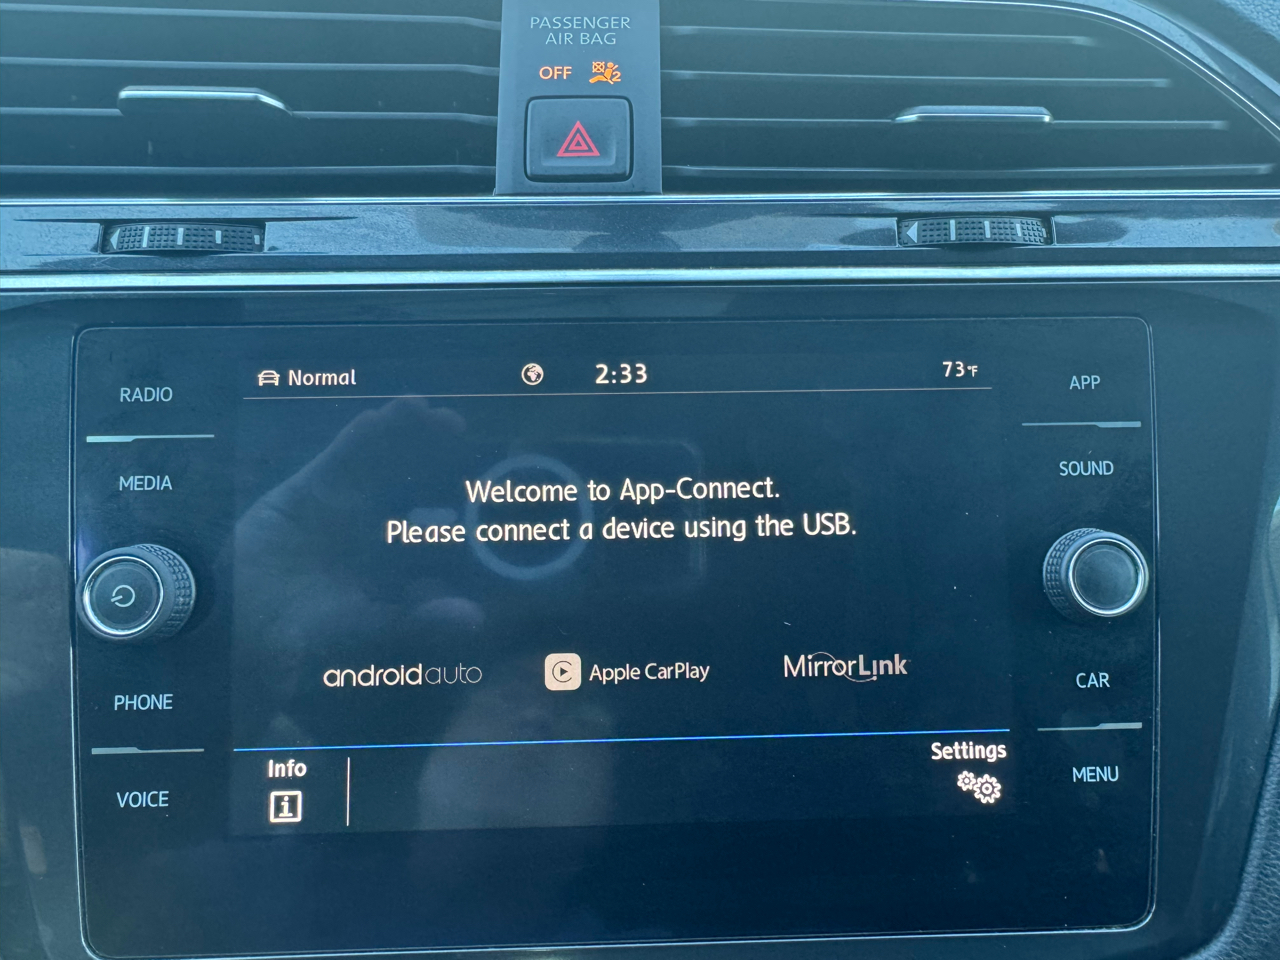 PASSENGER
AIR BAG
OFF 2
Normal 2:33 73°F
RADIO
MEDIA
PHONE
VOICE
Welcome to App-Connect.
Please connect a device using the USB.
androidauto Apple CarPlay MirrorLink
Info
Settings
APP
SOUND
CAR
MENU